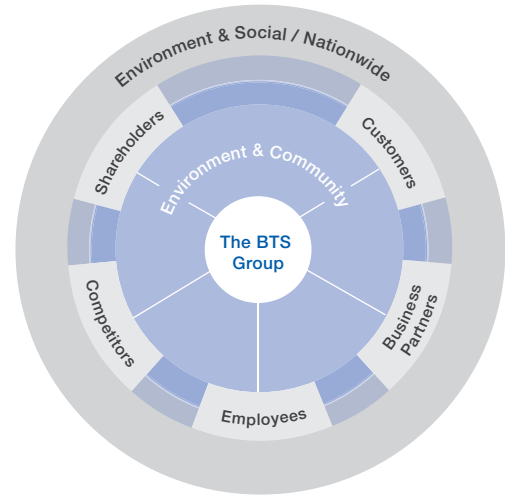 Environment & Social / Nationwide
Shareholders
Customers
Environment & Community
The BTS
Group
Competitors
Business
Partners
Employees